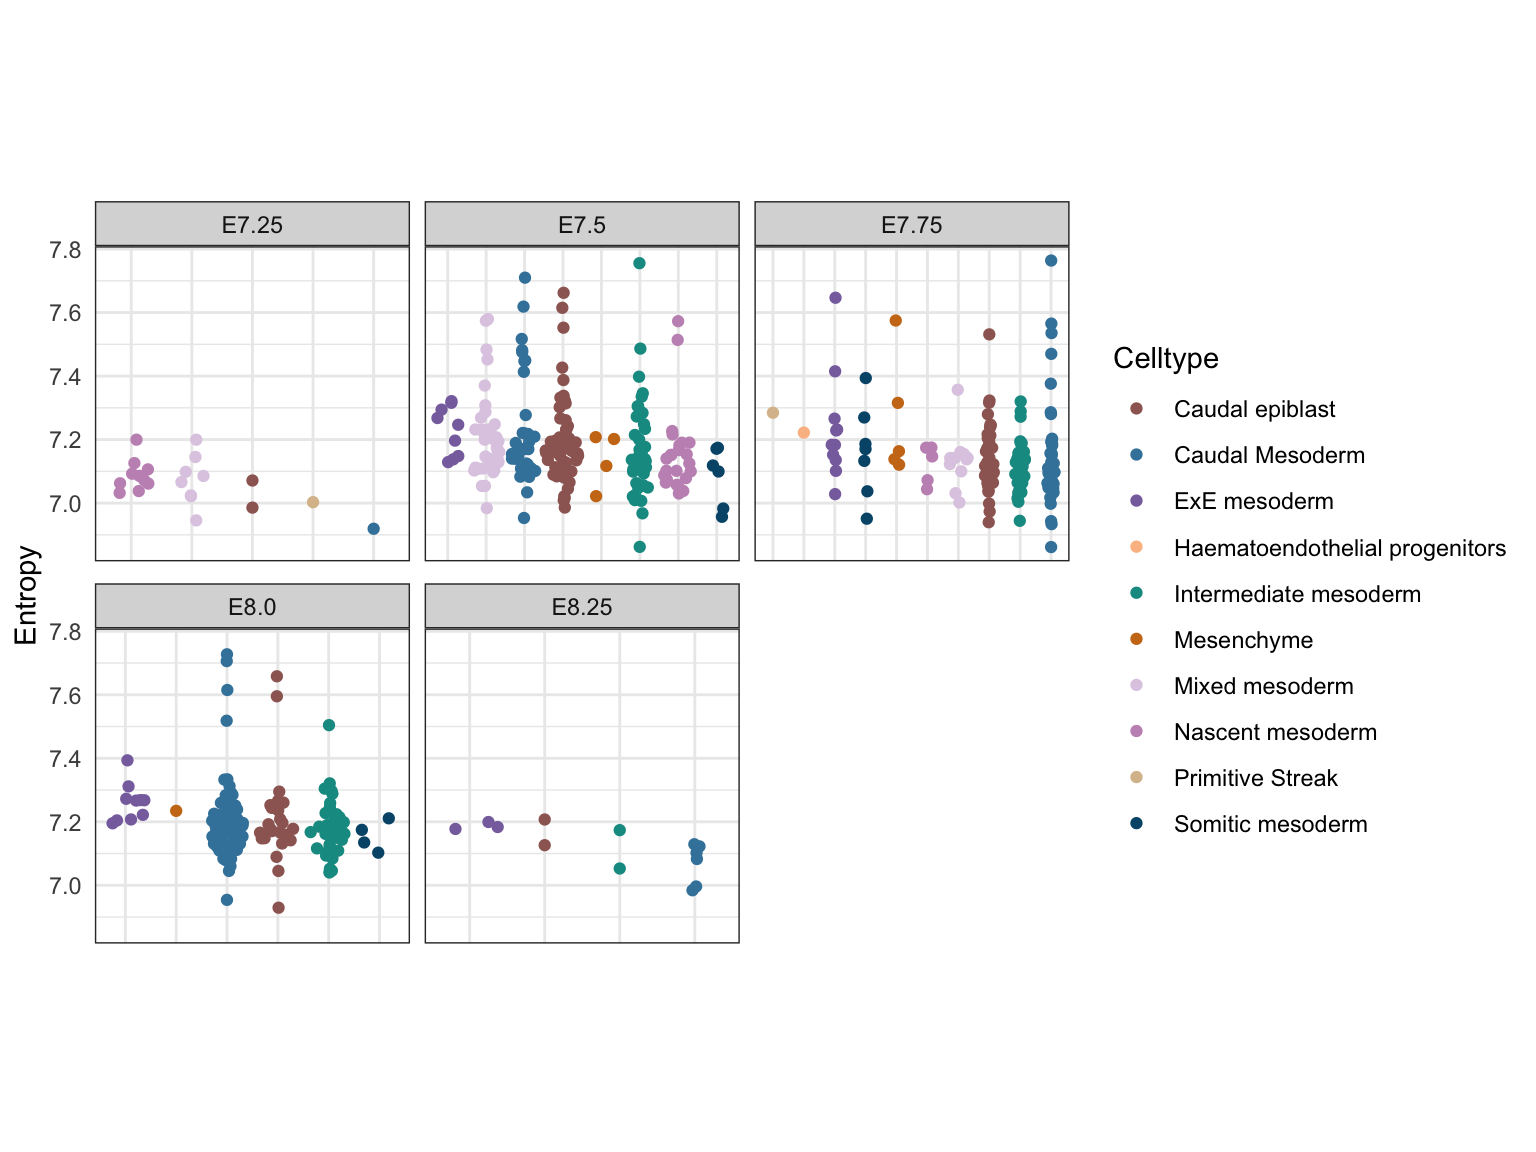 E7.25
E7.5
E7.75
7.8
7.6
7.4
7.2
7.0
E8.0
E8.25
7.8
7.6
7.4
7.2
7.0
Entropy
Celltype
Caudal epiblast
Caudal Mesoderm
ExE mesoderm
Haematoendothelial progenitors
Intermediate mesoderm
Mesenchyme
Mixed mesoderm
Nascent mesoderm
Primitive Streak
Somitic mesoderm